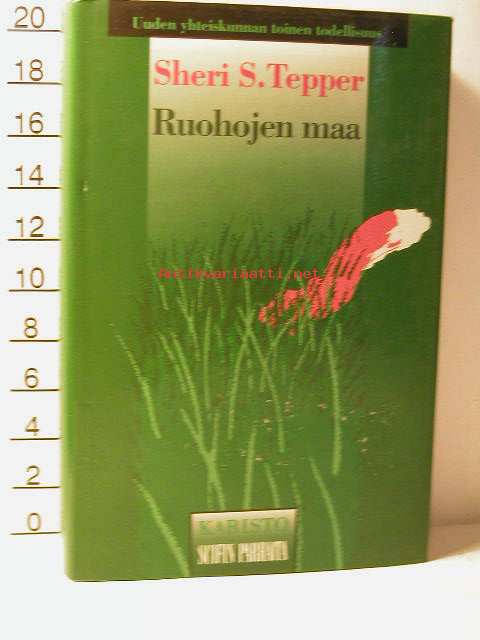 Uuden yhteiskunnan toinen todellisuus...
Sheri S. Tepper
Ruohojen maa
Antikvariaatti.net
KARISTO
SCIFIN PARHAITA
20
18
16
14
12
10
8
6
4
2
0